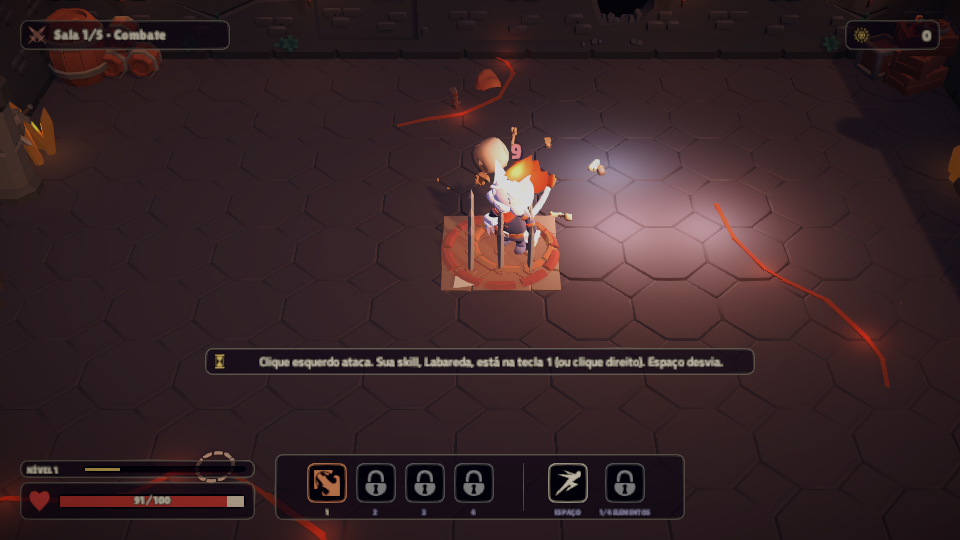 Sala 1/5 - Combate
0
9
Clique esquerdo ataca. Sua skill, Labareda, está na tecla 1 (ou clique direito). Espaço desvia.
NÍVEL 1
91/100
1
2
3
4
ESPAÇO
1/4 ELEMENTOS